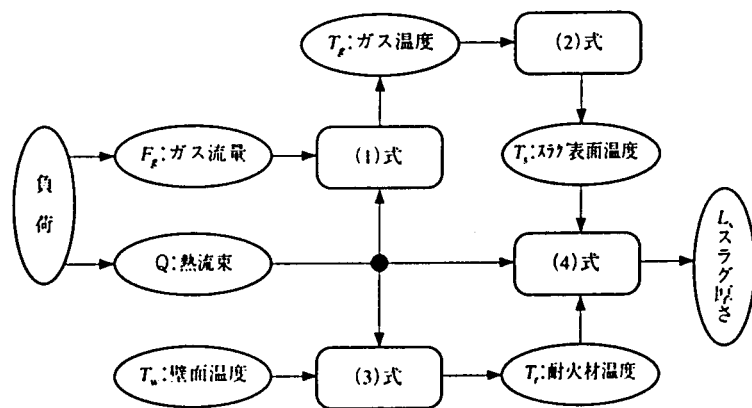 T_g:ガス温度
(2)式
負荷
F_g:ガス流量
(1)式
T_s:スラグ表面温度
Q:熱流束
(4)式
L、スラグ厚さ
T_w:壁面温度
(3)式
T_r:耐火材温度